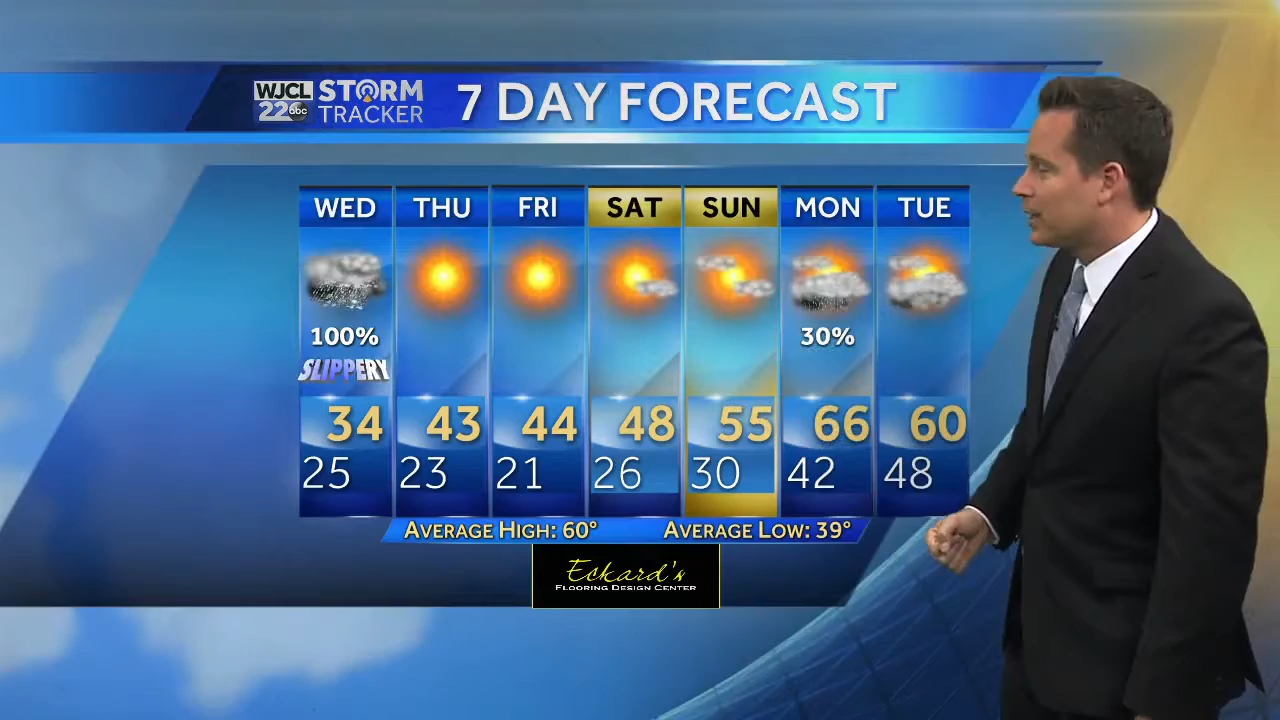 WJCL
22 abc
STORM
TRACKER
7 DAY FORECAST
WED THU FRI SAT SUN MON TUE
100% 30%
SLIPPERY
34 43 44 48 55 66 60
25 23 21 26 30 42 48
AVERAGE HIGH: 60° AVERAGE LOW: 39°
Eckard's
FLOORING DESIGN CENTER